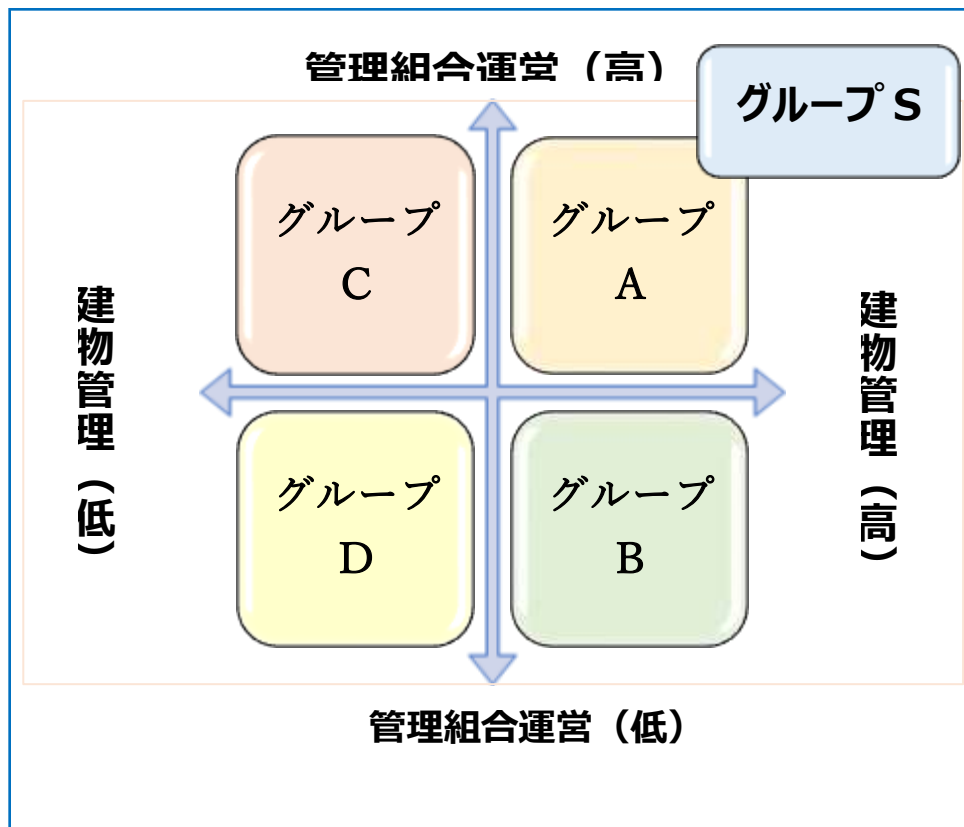 管理組合運営（高）
グループ S
グループ
C
グループ
A
建物管理（低）
建物管理（高）
グループ
D
グループ
B
管理組合運営（低）